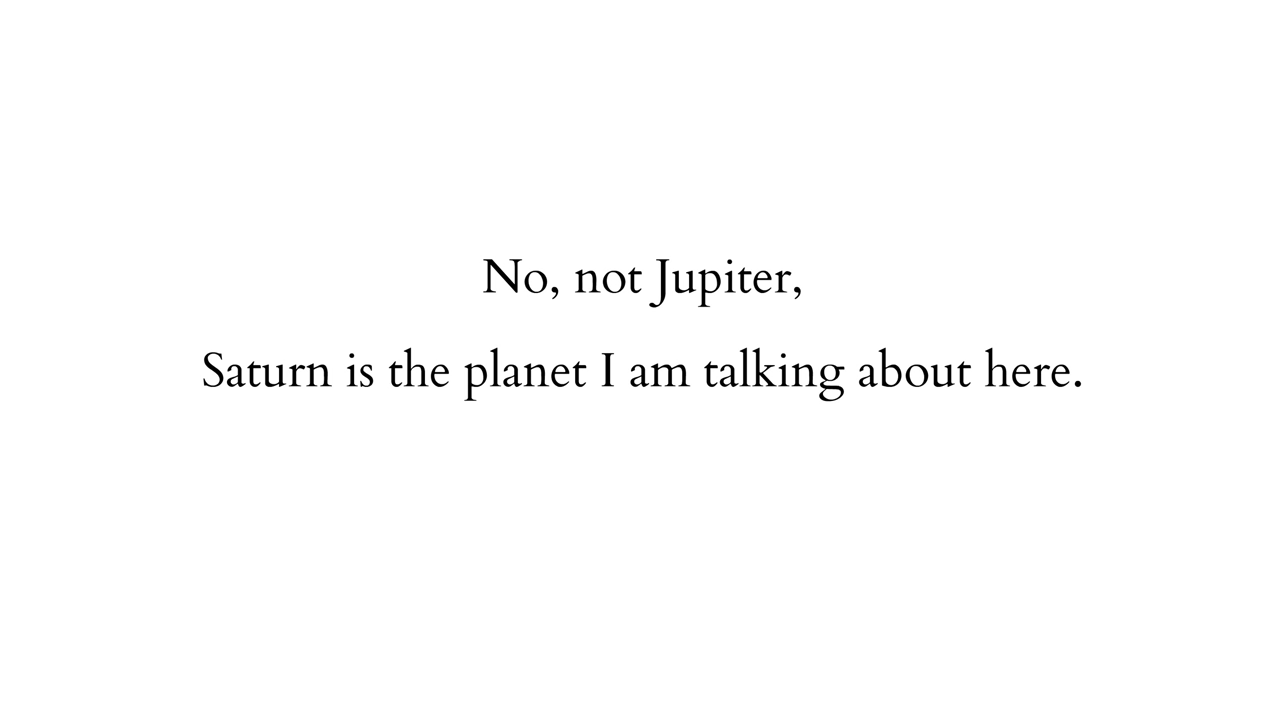 No, not Jupiter,
Saturn is the planet I am talking about here.